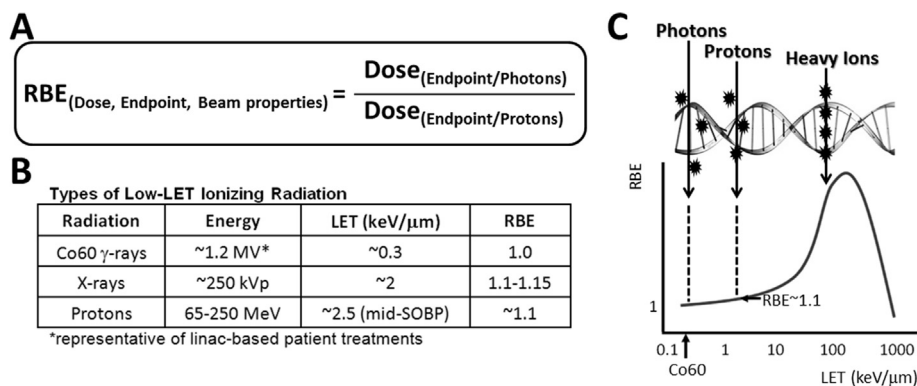 A
RBE(Dose, Endpoint, Beam properties) = Dose(Endpoint/Photons)
Dose(Endpoint/Protons)
B
Types of Low-LET Ionizing Radiation
Radiation Energy LET (keV/μm) RBE
Co60 γ-rays ~1.2 MV* ~0.3 1.0
X-rays ~250 kVp ~2 1.1-1.15
Protons 65-250 MeV ~2.5 (mid-SOBP) ~1.1
*representative of linac-based patient treatments
C
Photons
Protons
Heavy Ions
RBE
RBE~1.1
1
0.1 1 10 100 1000
Co60
LET (keV/μm)